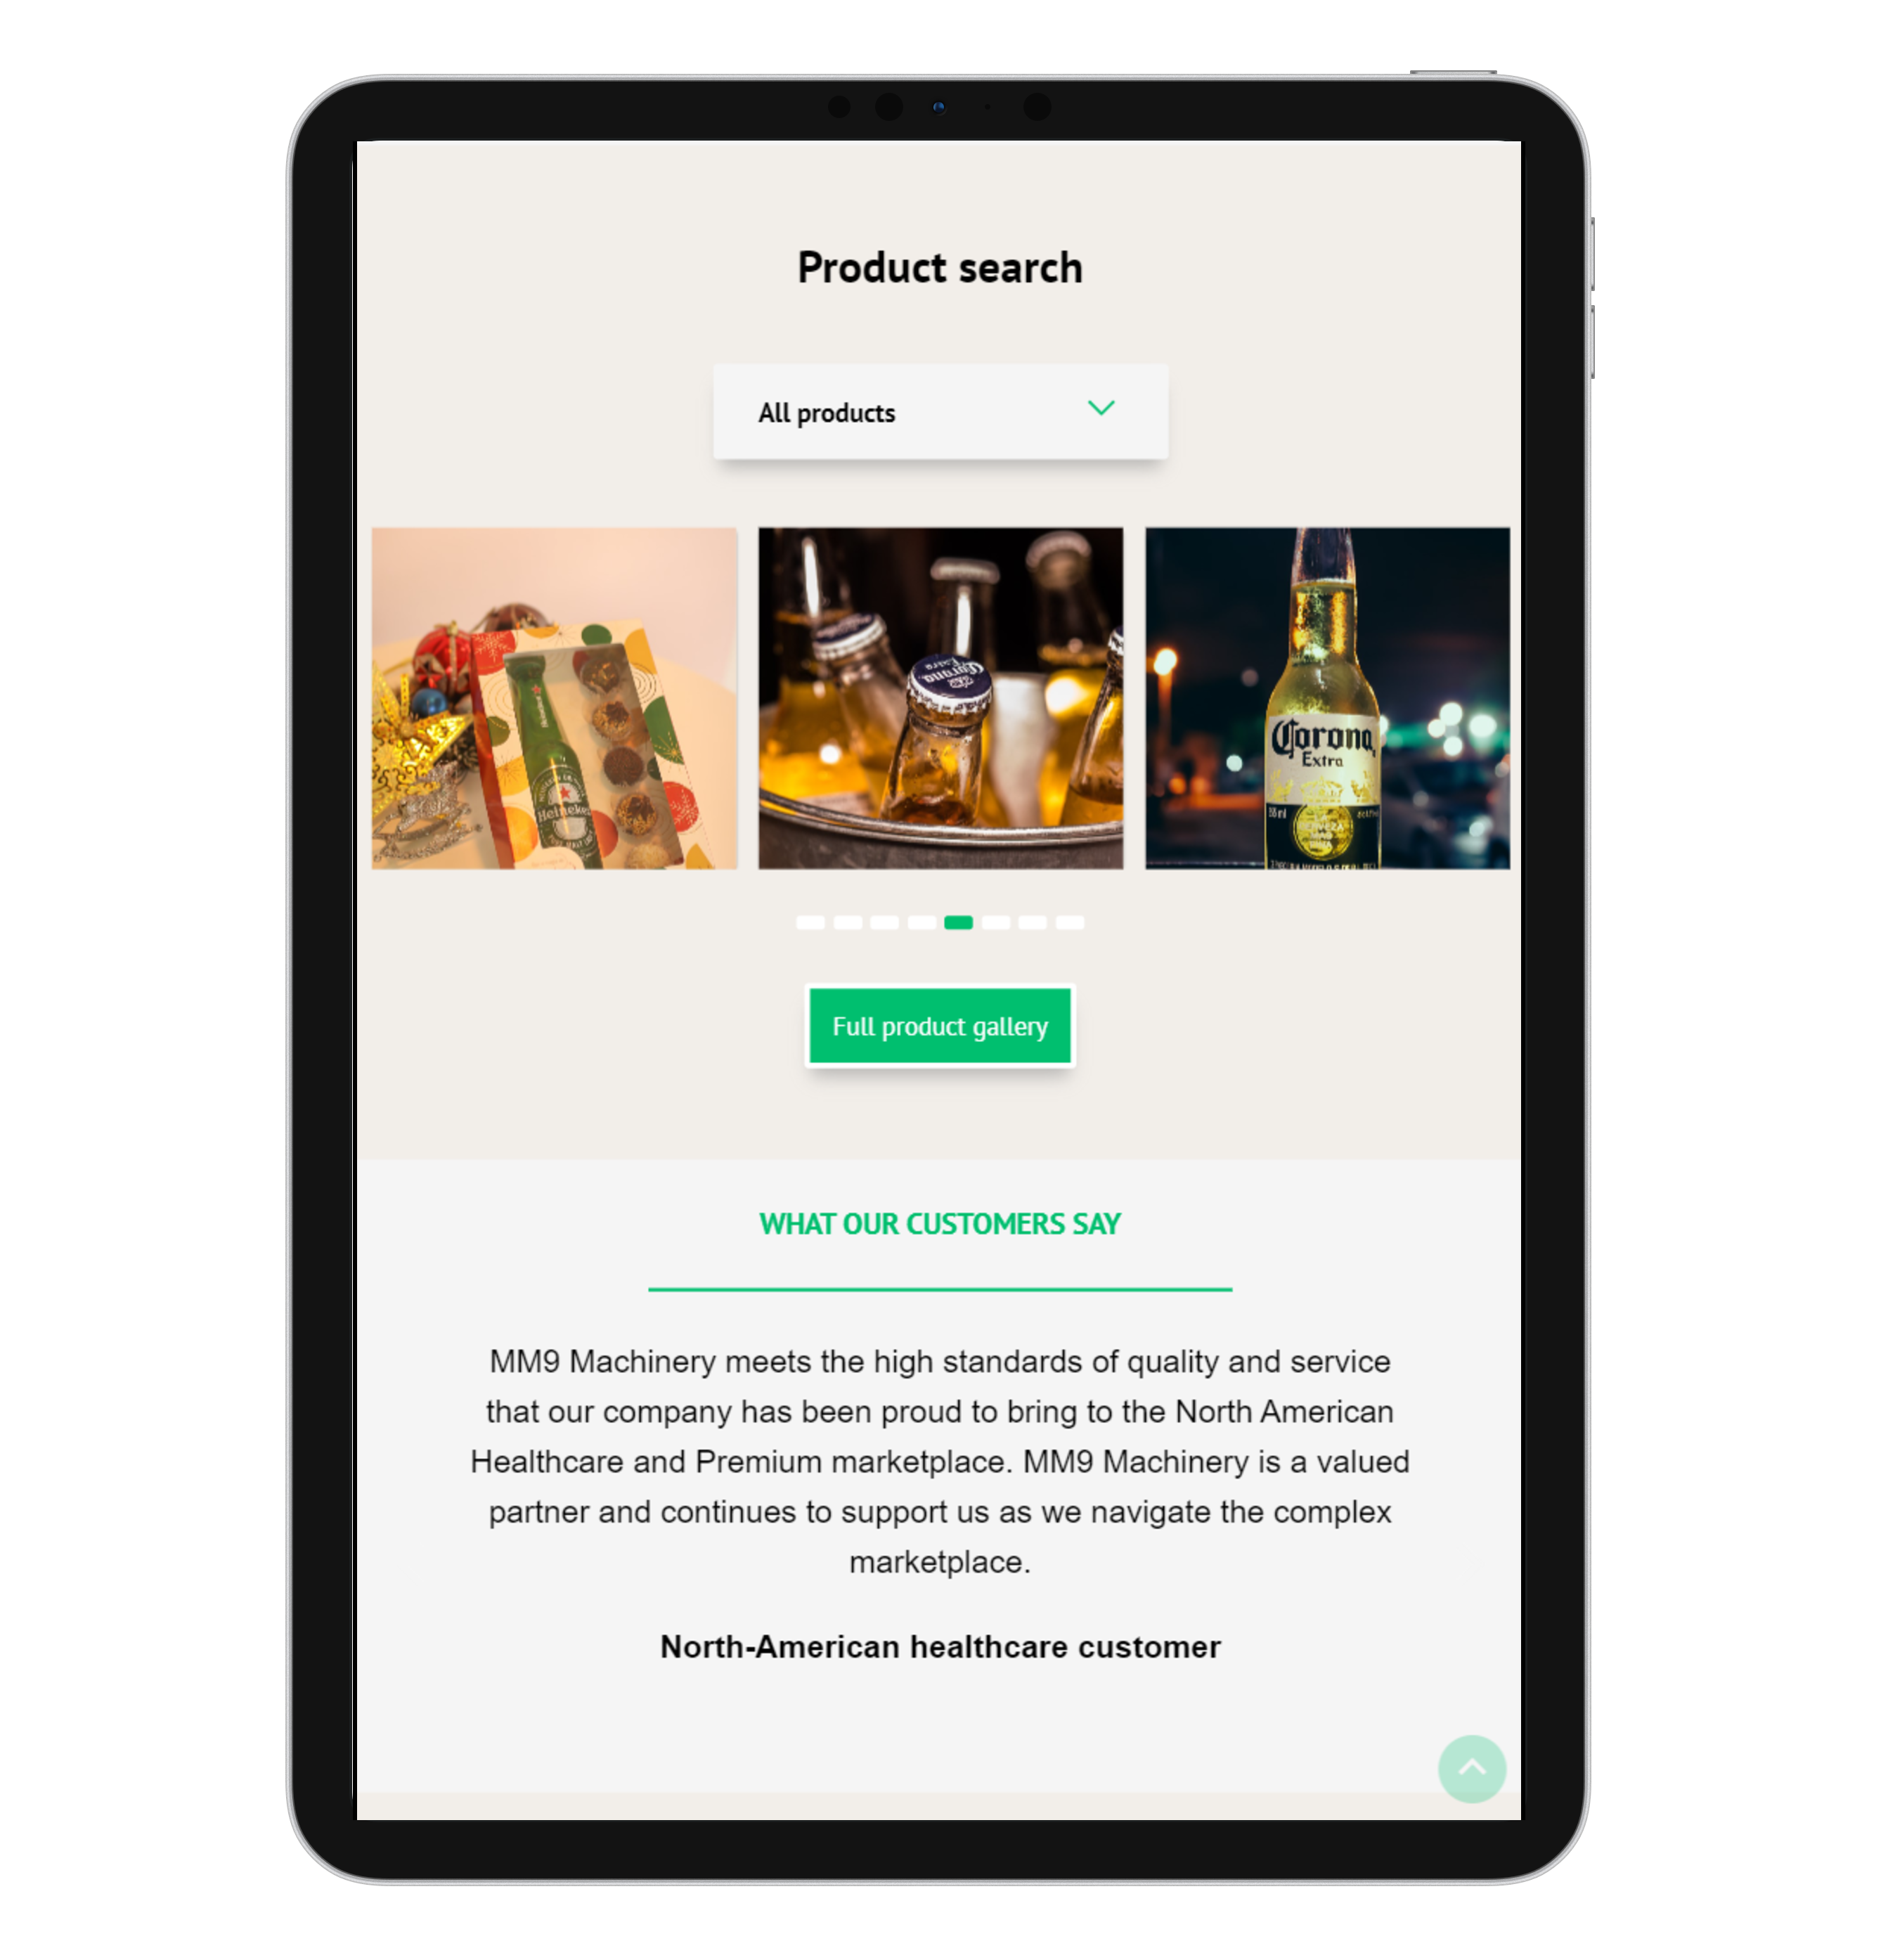 Product search
All products
Heineken
Corona
Extra
Corona
Extra
Full product gallery
WHAT OUR CUSTOMERS SAY
MM9 Machinery meets the high standards of quality and service
that our company has been proud to bring to the North American
Healthcare and Premium marketplace. MM9 Machinery is a valued
partner and continues to support us as we navigate the complex
marketplace.
North-American healthcare customer